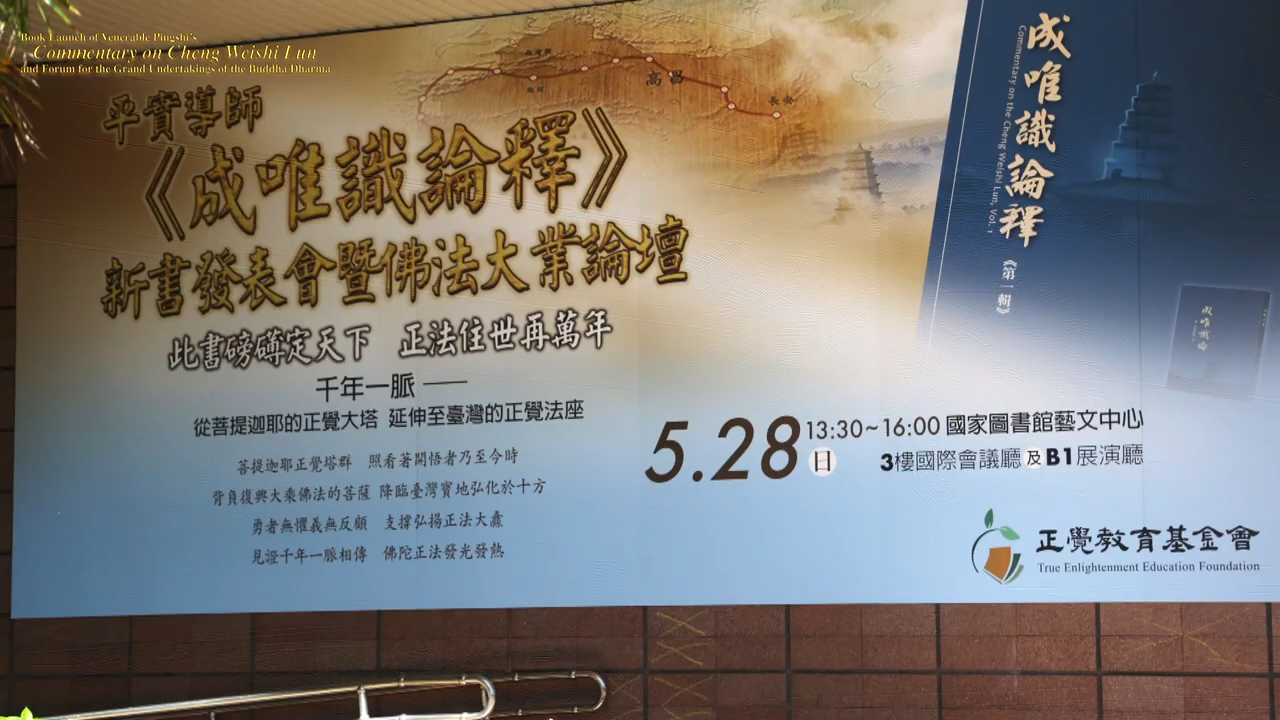 Book Launch of Venerable Pingshi's
Commentary on Cheng Weishi Lun
and Forum for the Grand Undertakings of the Buddha Dharma
高昌
長安
平實導師
《成唯識論釋》
新書發表會暨佛法大業論壇
此書磅礡定天下 正法住世再萬年
千年一脈 ──
從菩提迦耶的正覺大塔 延伸至臺灣的正覺法座
菩提迦耶正覺塔群 照看著開悟者乃至今時
背負復興大乘佛法的菩薩 降臨臺灣寶地弘化於十方
勇者無懼義無反顧 支撐弘揚正法大纛
見證千年一脈相傳 佛陀正法發光發熱
成唯識論釋
Commentary on the Cheng Weishi Lun, Vol. 1
《第一輯》
成唯識論
5.28 日 13:30~16:00 國家圖書館藝文中心
3樓國際會議廳及B1展演廳
正覺教育基金會
True Enlightenment Education Foundation